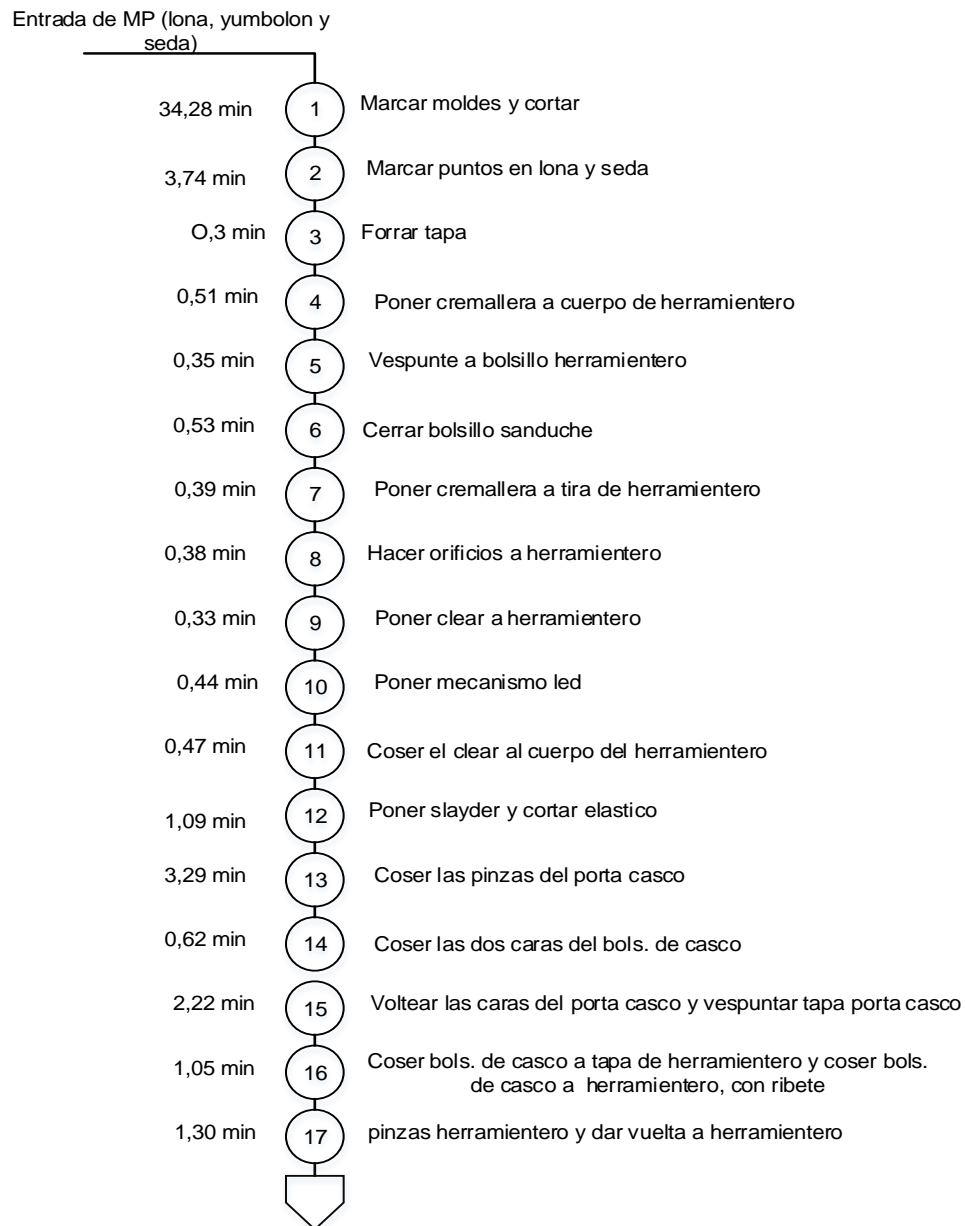 Entrada de MP (lona, yumbolon y
seda)
34,28 min 1 Marcar moldes y cortar
3,74 min 2 Marcar puntos en lona y seda
O,3 min 3 Forrar tapa
0,51 min 4 Poner cremallera a cuerpo de herramientero
0,35 min 5 Vespunte a bolsillo herramientero
0,53 min 6 Cerrar bolsillo sanduche
0,39 min 7 Poner cremallera a tira de herramientero
0,38 min 8 Hacer orificios a herramientero
0,33 min 9 Poner clear a herramientero
0,44 min 10 Poner mecanismo led
0,47 min 11 Coser el clear al cuerpo del herramientero
1,09 min 12 Poner slayder y cortar elastico
3,29 min 13 Coser las pinzas del porta casco
0,62 min 14 Coser las dos caras del bols. de casco
2,22 min 15 Voltear las caras del porta casco y vespuntar tapa porta casco
1,05 min 16 Coser bols. de casco a tapa de herramientero y coser bols.
de casco a herramientero, con ribete
1,30 min 17 pinzas herramientero y dar vuelta a herramientero